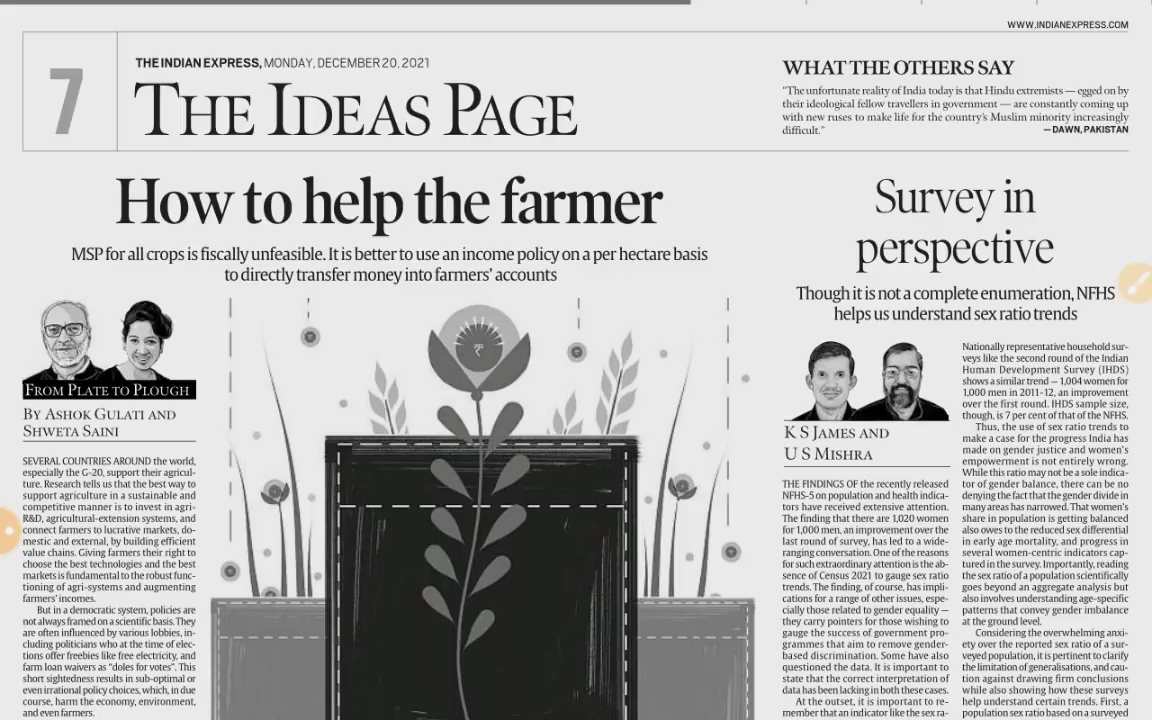 WWW.INDIANEXPRESS.COM
7
THE INDIAN EXPRESS, MONDAY, DECEMBER 20, 2021
THE IDEAS PAGE
WHAT THE OTHERS SAY
"The unfortunate reality of India today is that Hindu extremists — egged on by
their ideological fellow travellers in government — are constantly coming up
with new ruses to make life for the country's Muslim minority increasingly
difficult."
— DAWN, PAKISTAN
How to help the farmer
MSP for all crops is fiscally unfeasible. It is better to use an income policy on a per hectare basis
to directly transfer money into farmers' accounts
FROM PLATE TO PLOUGH
BY ASHOK GULATI AND
SHWETA SAINI
SEVERAL COUNTRIES AROUND the world,
especially the G-20, support their agricul-
ture. Research tells us that the best way to
support agriculture in a sustainable and
competitive manner is to invest in agri-
R&D, agricultural-extension systems, and
connect farmers to lucrative markets, do-
mestic and external, by building efficient
value chains. Giving farmers their right to
choose the best technologies and the best
markets is fundamental to the robust func-
tioning of agri-systems and augmenting
farmers' incomes.
But in a democratic system, policies are
not always framed on a scientific basis. They
are often influenced by various lobbies, in-
cluding politicians who at the time of elec-
tions offer freebies like free electricity, and
farm loan waivers as "doles for votes". This
short sightedness results in sub-optimal or
even irrational policy choices, which, in due
course, harm the economy, environment,
and even farmers.
₹
Survey in
perspective
Though it is not a complete enumeration, NFHS
helps us understand sex ratio trends
K S JAMES AND
U S MISHRA
THE FINDINGS OF the recently released
NFHS-5 on population and health indica-
tors have received extensive attention.
The finding that there are 1,020 women
for 1,000 men, an improvement over the
last round of survey, has led to a wide-
ranging conversation. One of the reasons
for such extraordinary attention is the ab-
sence of Census 2021 to gauge sex ratio
trends. The finding, of course, has impli-
cations for a range of other issues, espe-
cially those related to gender equality —
they carry pointers for those wishing to
gauge the success of government pro-
grammes that aim to remove gender-
based discrimination. Some have also
questioned the data. It is important to
state that the correct interpretation of
data has been lacking in both these cases.
At the outset, it is important to re-
member that an indicator like the sex ra-
Nationally representative household sur-
veys like the second round of the Indian
Human Development Survey (IHDS)
shows a similar trend — 1,004 women for
1,000 men in 2011-12, an improvement
over the first round. IHDS sample size,
though, is 7 per cent of that of the NFHS.
Thus, the use of sex ratio trends to
make a case for the progress India has
made on gender justice and women's
empowerment is not entirely wrong.
While this ratio may not be a sole indica-
tor of gender balance, there can be no
denying the fact that the gender divide in
many areas has narrowed. That women's
share in population is getting balanced
also owes to the reduced sex differential
in early age mortality, and progress in
several women-centric indicators cap-
tured in the survey. Importantly, reading
the sex ratio of a population scientifically
goes beyond an aggregate analysis but
also involves understanding age-specific
patterns that convey gender imbalance
at the ground level.
Considering the overwhelming anxi-
ety over the reported sex ratio of a sur-
veyed population, it is pertinent to clarify
the limitation of generalisations, and cau-
tion against drawing firm conclusions
while also showing how these surveys
help understand certain trends. First, a
population sex ratio based on a surveyed